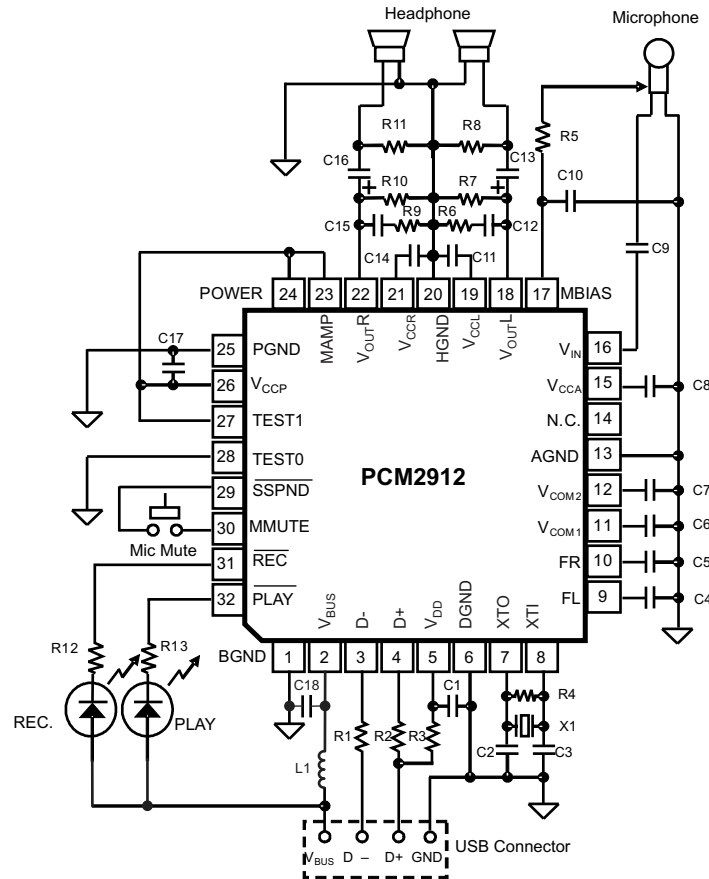 Headphone
Microphone
R11
R8
R5
C16
C13
+
+
R10
R7
C10
C15
R9
R6
C12
C14
C11
C9
POWER
24
23
22
21
20
19
18
17
MBIAS
MAMP
VOUTR
VCCR
HGND
VCCL
VOUTL
C17
25
PGND
VIN
16
26
VCCP
VCCA
15
C8
27
TEST1
N.C.
14
28
TEST0
AGND
13
PCM2912
29
SSPND
VCOM2
12
C7
30
MMUTE
VCOM1
11
C6
Mic Mute
31
REC
FR
10
C5
32
PLAY
FL
9
C4
VBUS
D-
D+
VDD
DGND
XTO
XTI
BGND
1
2
3
4
5
6
7
8
R12
R13
C18
C1
R4
REC.
PLAY
R1
R2
R3
X1
C2
C3
L1
USB Connector
VBUS
D –
D+
GND